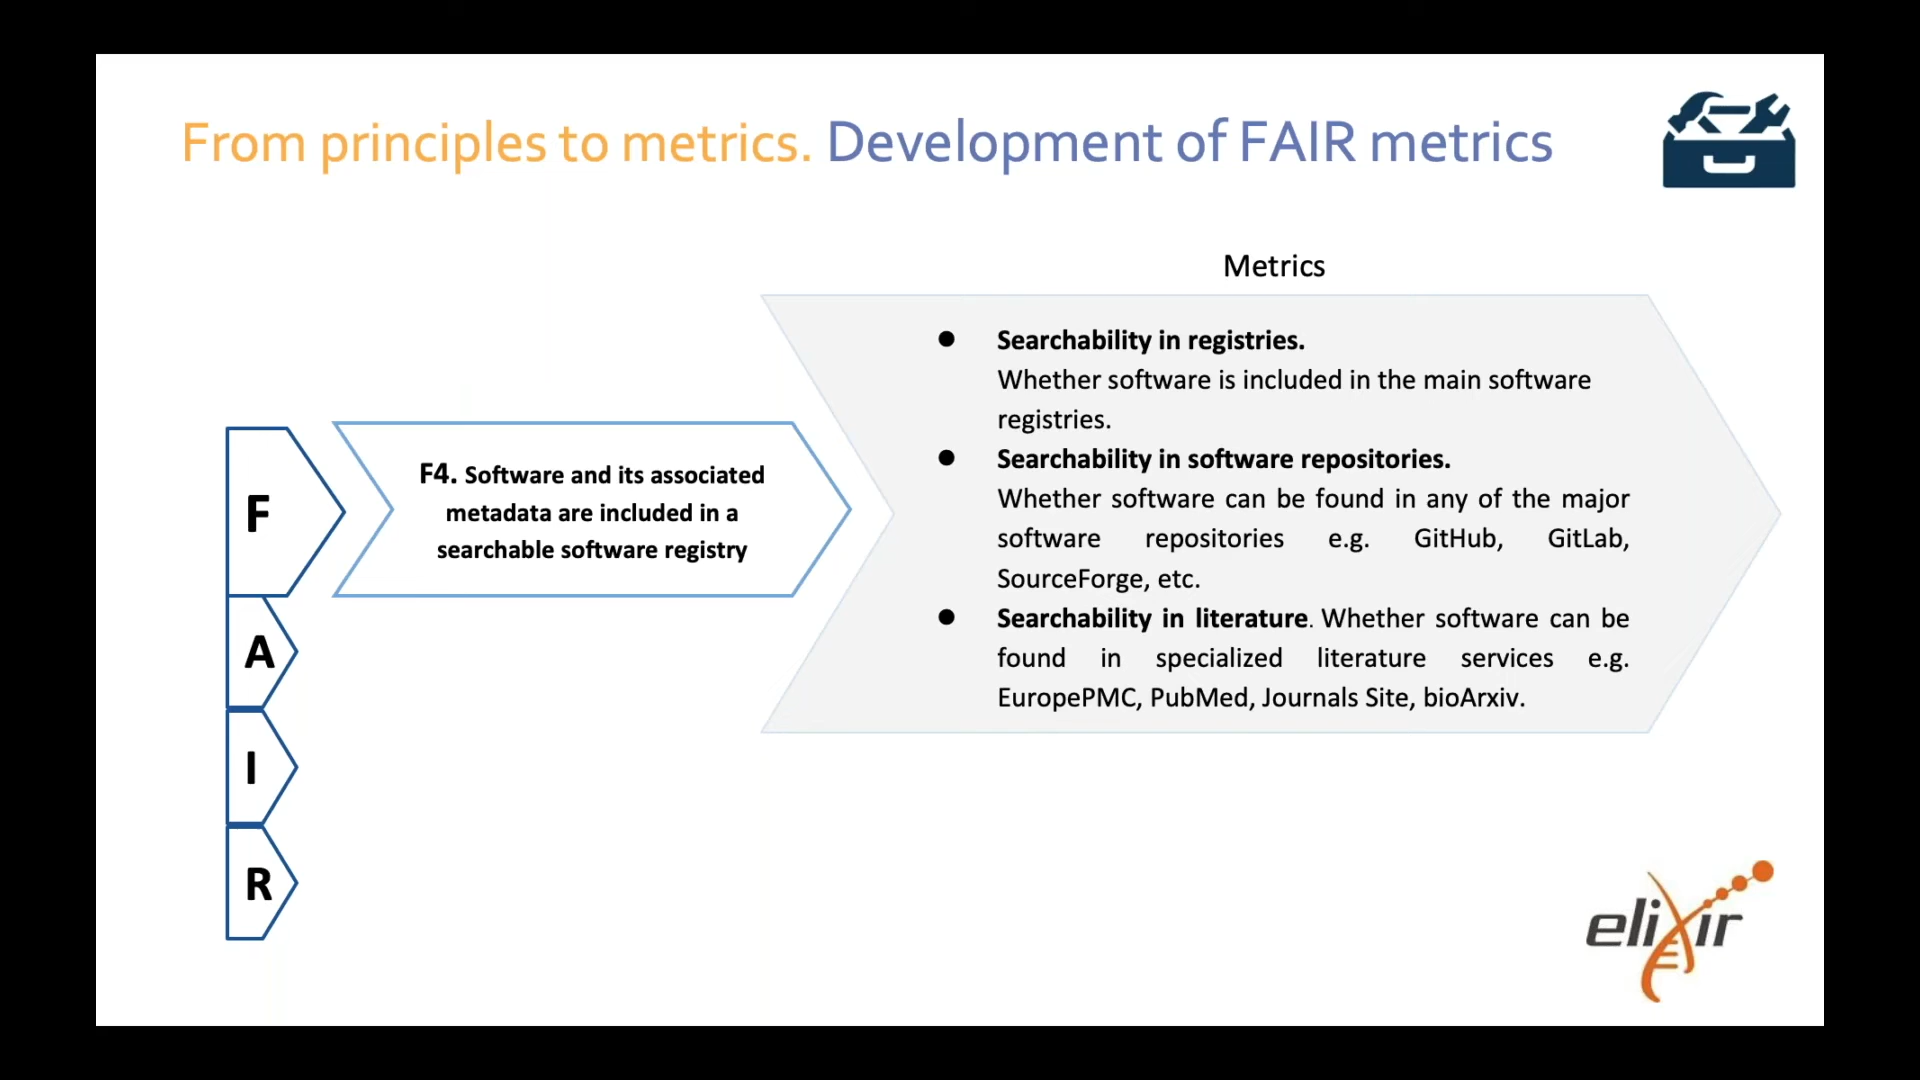 From principles to metrics. Development of FAIR metrics
Metrics
● Searchability in registries.
Whether software is included in the main software
registries.
● Searchability in software repositories.
Whether software can be found in any of the major
software repositories e.g. GitHub, GitLab,
SourceForge, etc.
● Searchability in literature. Whether software can be
found in specialized literature services e.g.
EuropePMC, PubMed, Journals Site, bioArxiv.
F4. Software and its associated
metadata are included in a
searchable software registry
F
A
I
R
elixir